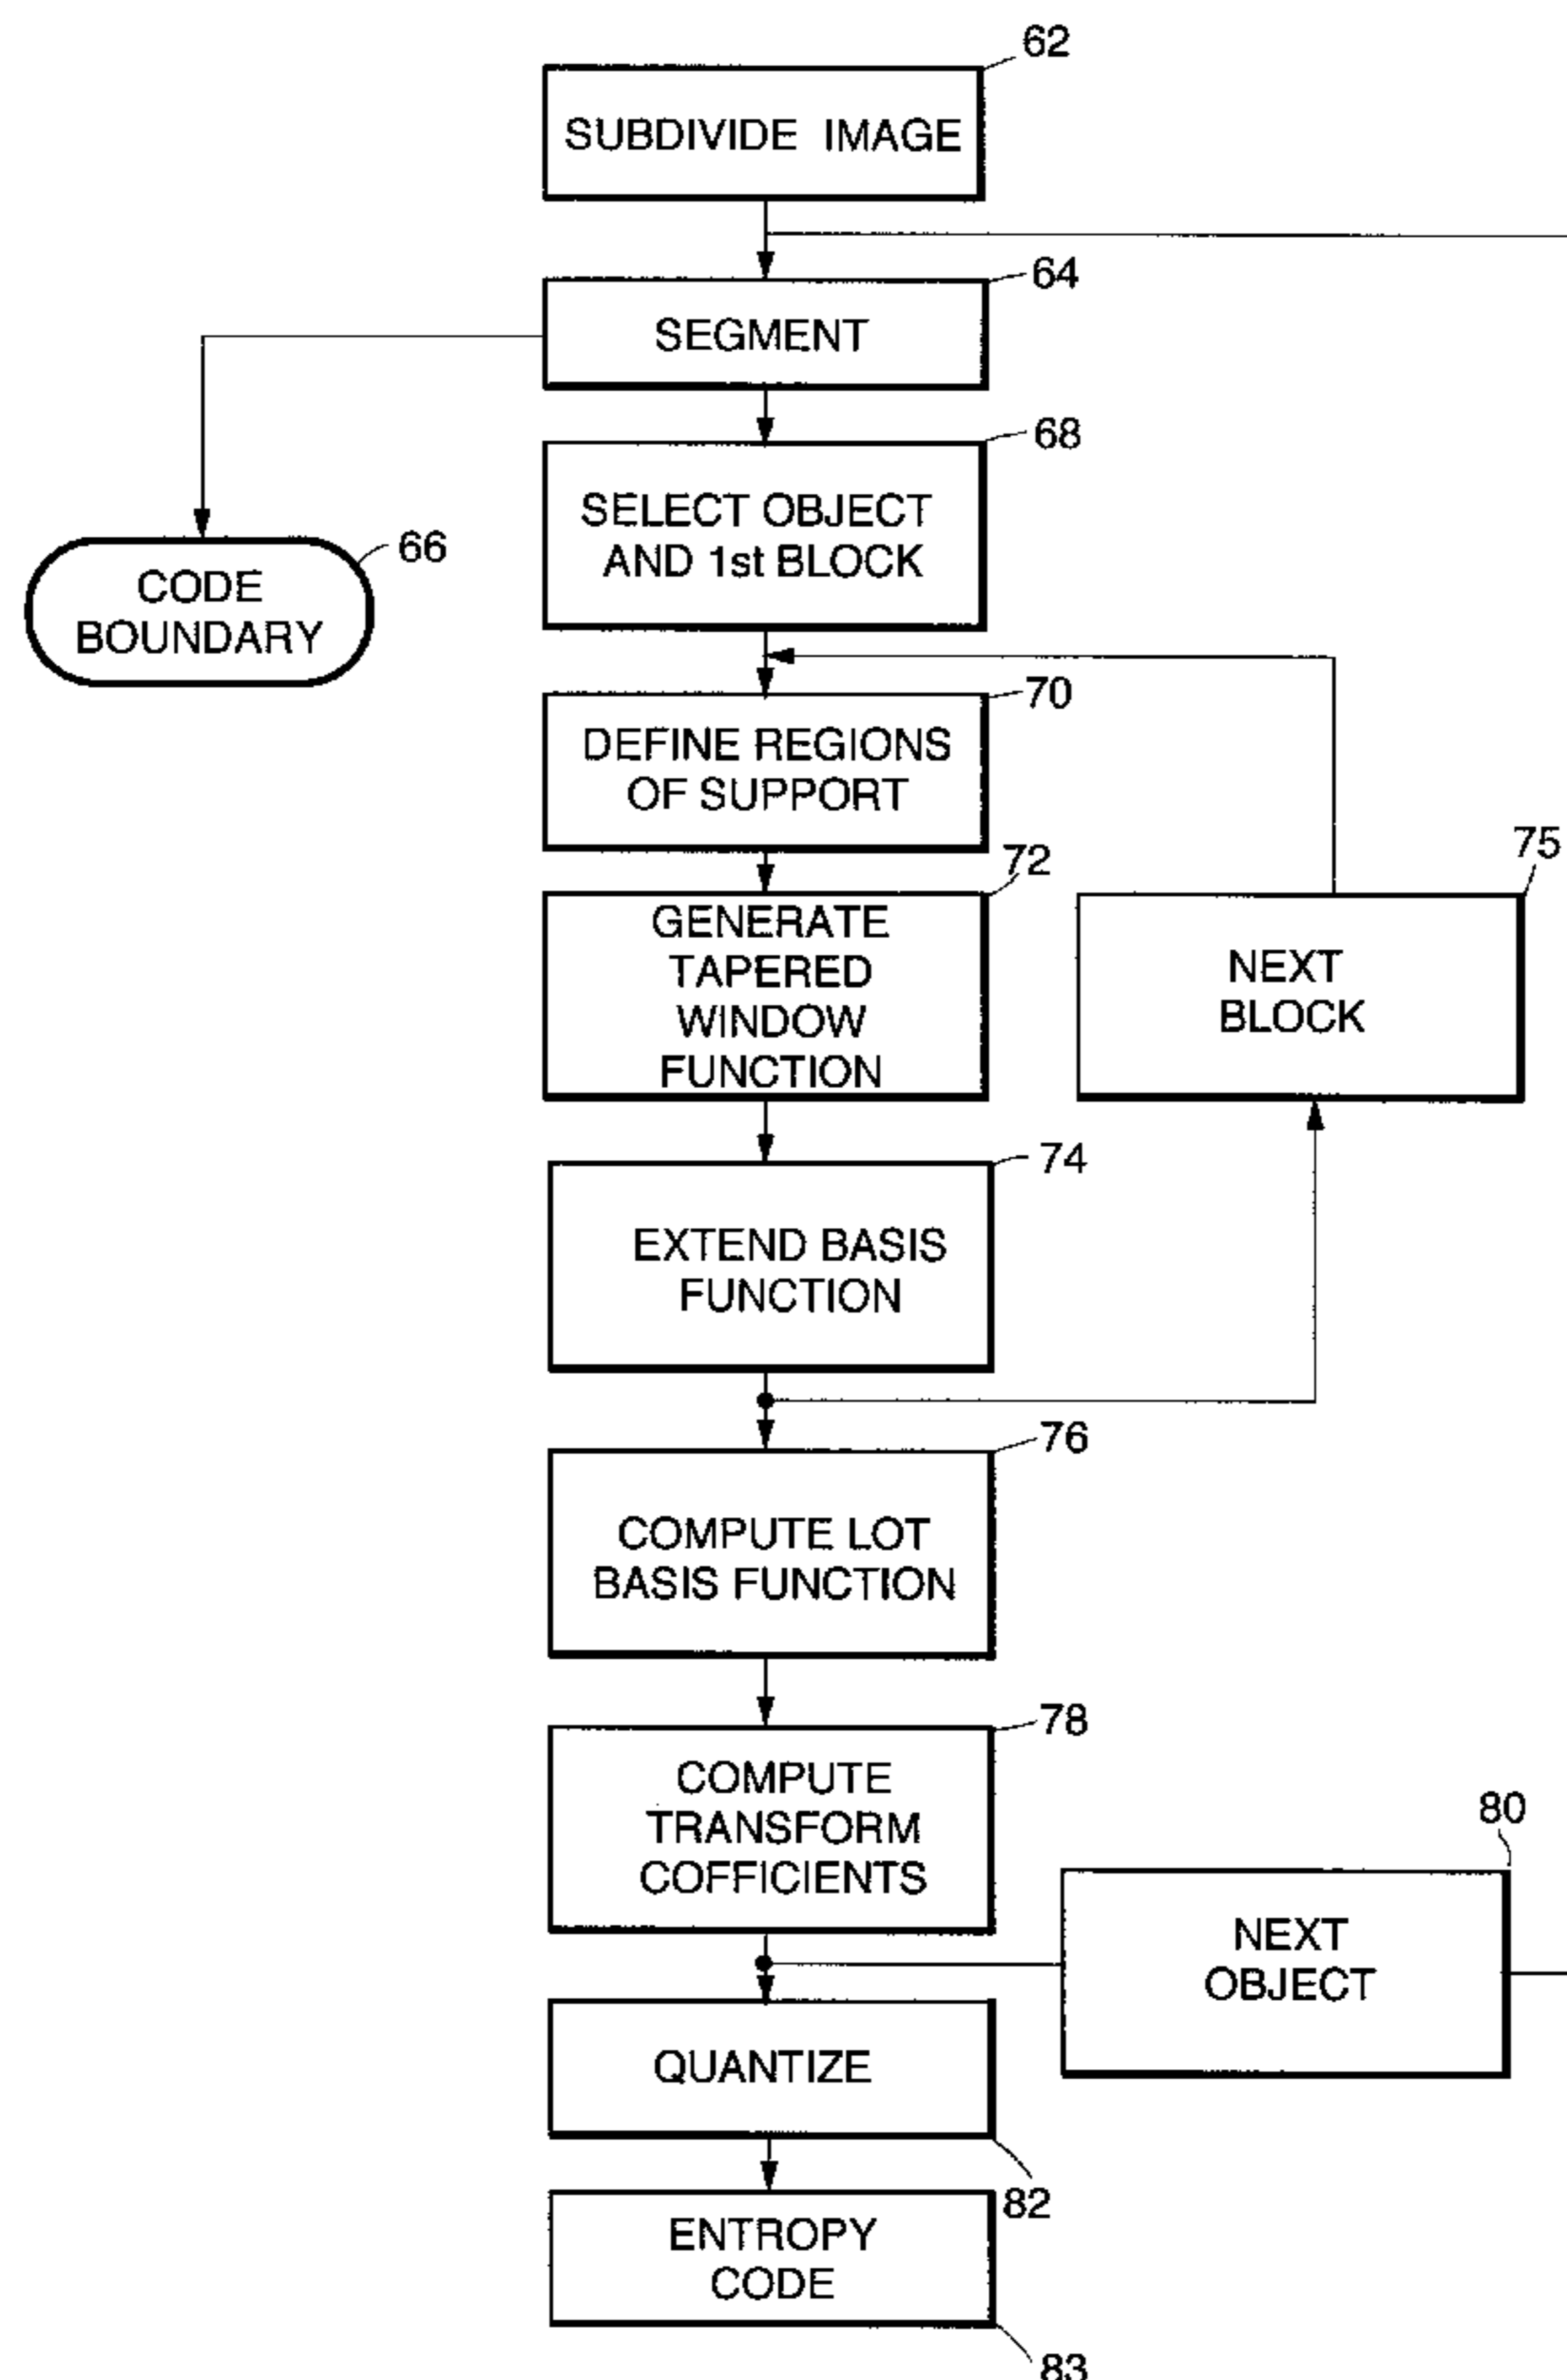 62
SUBDIVIDE IMAGE
64
SEGMENT
68
SELECT OBJECT
AND 1st BLOCK
66
CODE
BOUNDARY
70
DEFINE REGIONS
OF SUPPORT
72
GENERATE
TAPERED
WINDOW
FUNCTION
75
NEXT
BLOCK
74
EXTEND BASIS
FUNCTION
76
COMPUTE LOT
BASIS FUNCTION
78
COMPUTE
TRANSFORM
COFFICIENTS
80
NEXT
OBJECT
QUANTIZE
82
ENTROPY
CODE
83